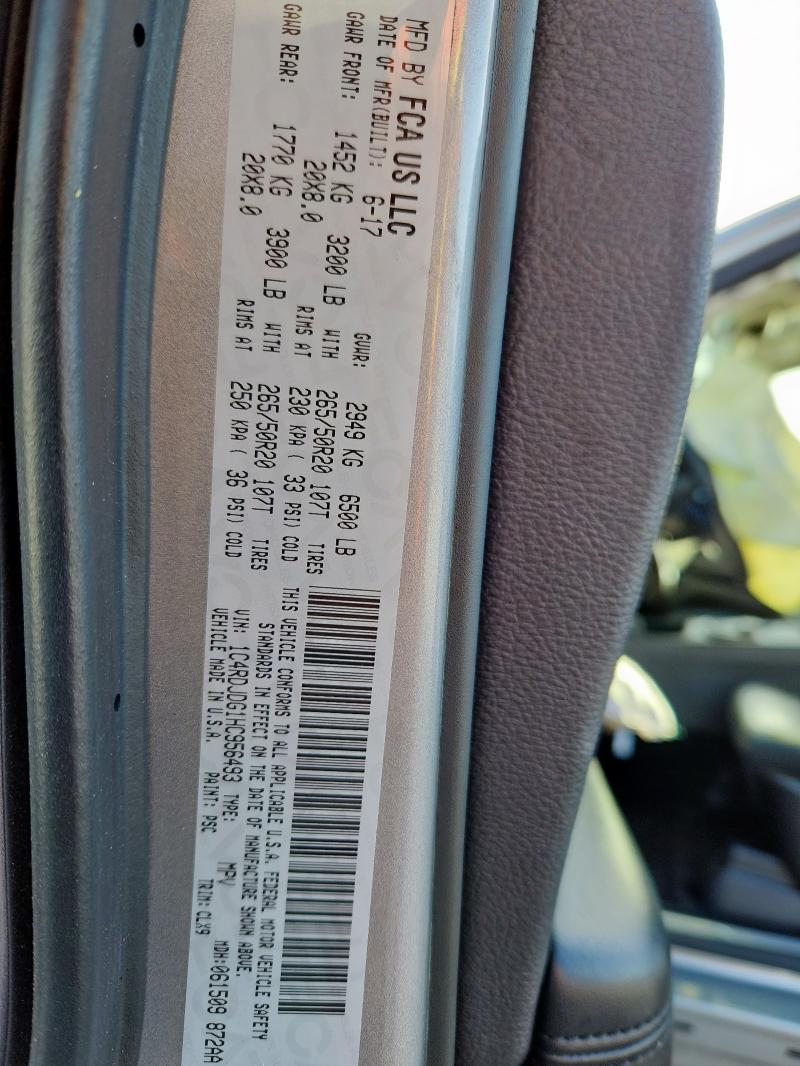 MFD BY FCA US LLC
DATE OF MFR(BUILT): 6-17 GVWR: 2949 KG 6500 LB
GAWR FRONT: 1452 KG 3200 LB WITH 265/50R20 107T TIRES
20X8.0 RIMS AT 230 KPA ( 33 PSI) COLD
GAWR REAR: 1770 KG 3900 LB WITH 265/50R20 107T TIRES
20X8.0 RIMS AT 250 KPA ( 36 PSI) COLD
THIS VEHICLE CONFORMS TO ALL APPLICABLE U.S.A. FEDERAL MOTOR VEHICLE SAFETY
STANDARDS IN EFFECT ON THE DATE OF MANUFACTURE SHOWN ABOVE.
VIN: 1C4RDJDG1HC956493 TYPE: MPV MDH:061509 872AA
VEHICLE MADE IN U.S.A. PAINT: PSC TRIM: CLX9